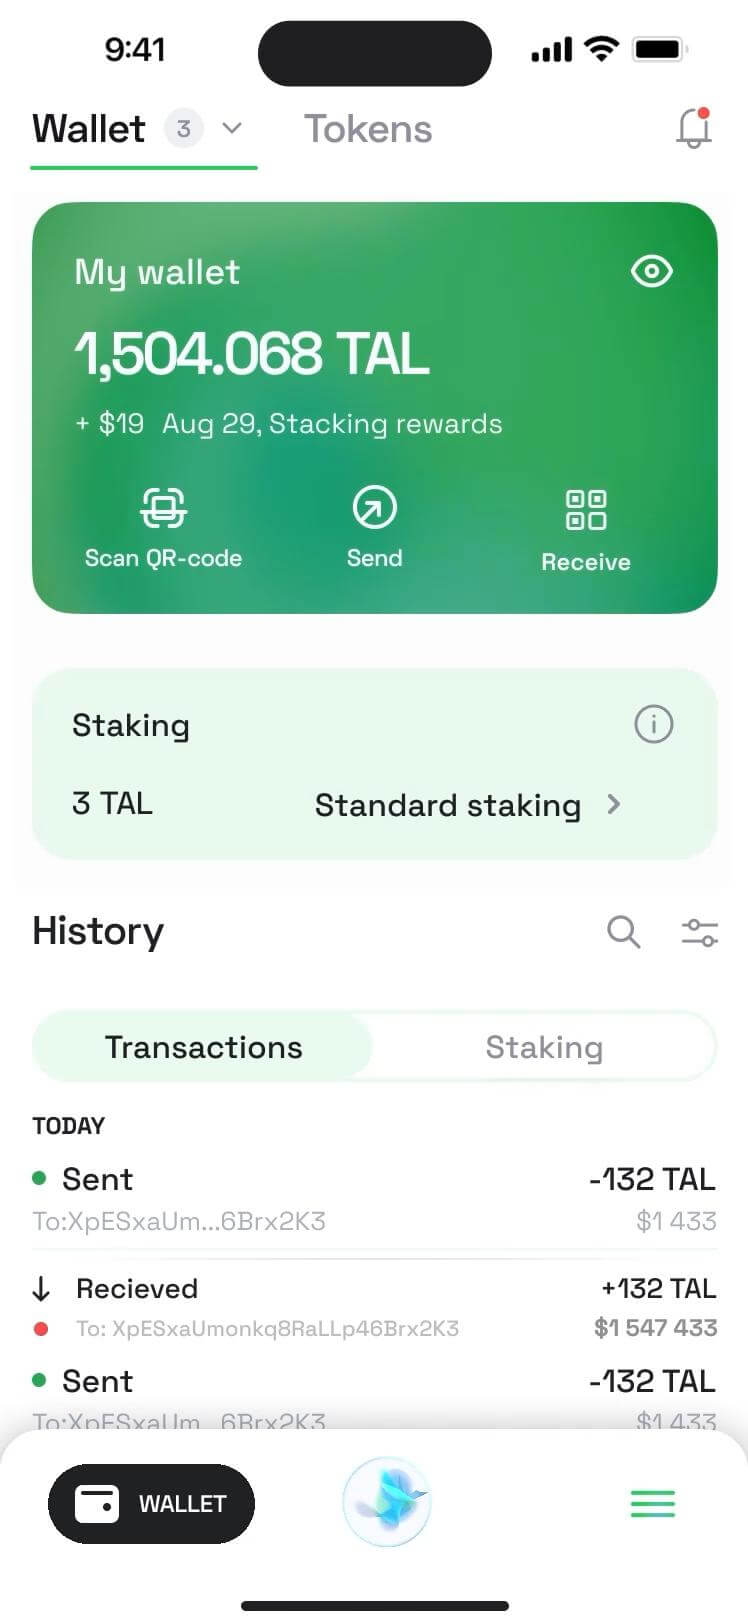 9:41
Wallet 3 Tokens
My wallet
1,504.068 TAL
+ $19 Aug 29, Stacking rewards
Scan QR-code Send Receive
Staking
3 TAL Standard staking
History
Transactions Staking
TODAY
Sent -132 TAL
To:XpESxaUm...6Brx2K3 $1 433
Recieved +132 TAL
To: XpESxaUmonkq8RaLLp46Brx2K3 $1 547 433
Sent -132 TAL
To:XpESxaUm...6Brx2K3 $1 433
WALLET